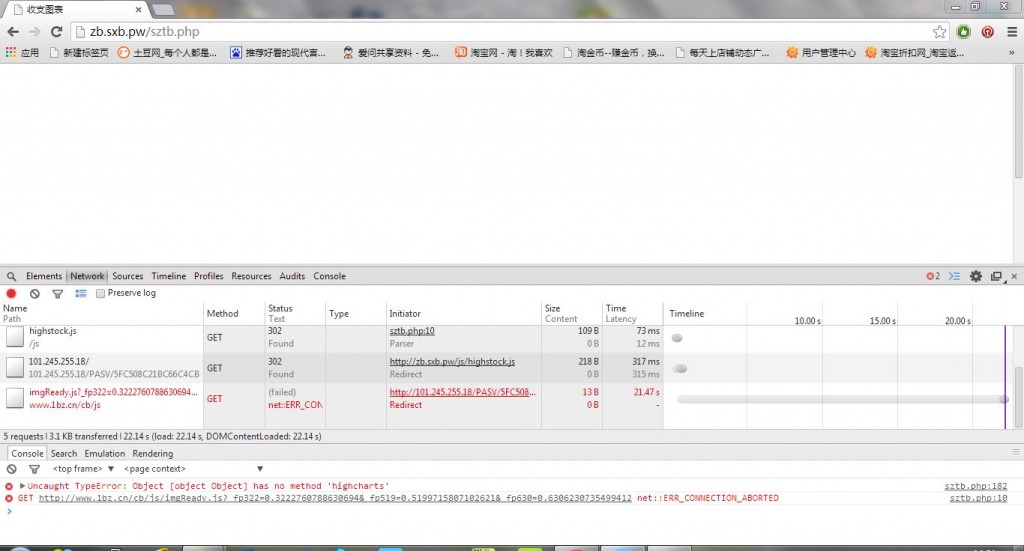 收支图表
zb.sxb.pw/sztb.php
应用 新建标签页 土豆网_每个人都是... 推荐好看的现代言... 爱问共享资料 - 免... 淘宝网 - 淘！我喜欢 淘金币--赚金币，换... 每天上店铺动态广... 用户管理中心 淘宝折扣网_淘宝返...
Elements Network Sources Timeline Profiles Resources Audits Console 2
Preserve log
Name Path Method Status Text Type Initiator Size Content Time Latency Timeline 10.00 s 15.00 s 20.00 s
highstock.js GET 302 sztb.php:10 109 B 73 ms
/js Found Parser 0 B 12 ms
101.245.255.18/ GET 302 http://zb.sxb.pw/js/highstock.js 218 B 317 ms
101.245.255.18/PASV/5FC508C21BC66C4CB Found Redirect 0 B 315 ms
imgReady.js?_fp322=0.3222760788630694... GET (failed) http://101.245.255.18/PASV/5FC508... 13 B 21.47 s
www.1bz.cn/cb/js net::ERR_CON Redirect 0 B -
5 requests | 3.1 KB transferred | 22.14 s (load: 22.14 s, DOMContentLoaded: 22.14 s)
Console Search Emulation Rendering
<top frame> ▼ <page context> ▼
Uncaught TypeError: Object [object Object] has no method 'highcharts' sztb.php:182
GET http://www.1bz.cn/cb/js/imgReady.js?_fp322=0.3222760788630694&_fp519=0.5199715807102621&_fp630=0.6306230735499412 net::ERR_CONNECTION_ABORTED sztb.php:10